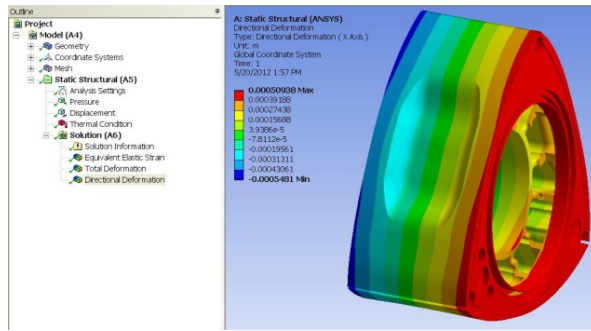 Outline
Project
Model (A4)
Geometry
Coordinate Systems
Mesh
Static Structural (A5)
Analysis Settings
Pressure
Displacement
Thermal Condition
Solution (A6)
Solution Information
Equivalent Elastic Strain
Total Deformation
Directional Deformation
A: Static Structural (ANSYS)
Directional Deformation
Type: Directional Deformation ( X Axis )
Unit: m
Global Coordinate System
Time: 1
5/20/2012 1:57 PM
0.00050938 Max
0.00039188
0.00027438
0.00015688
3.9386e-5
-7.8112e-5
-0.00019561
-0.00031311
-0.00043061
-0.0005481 Min